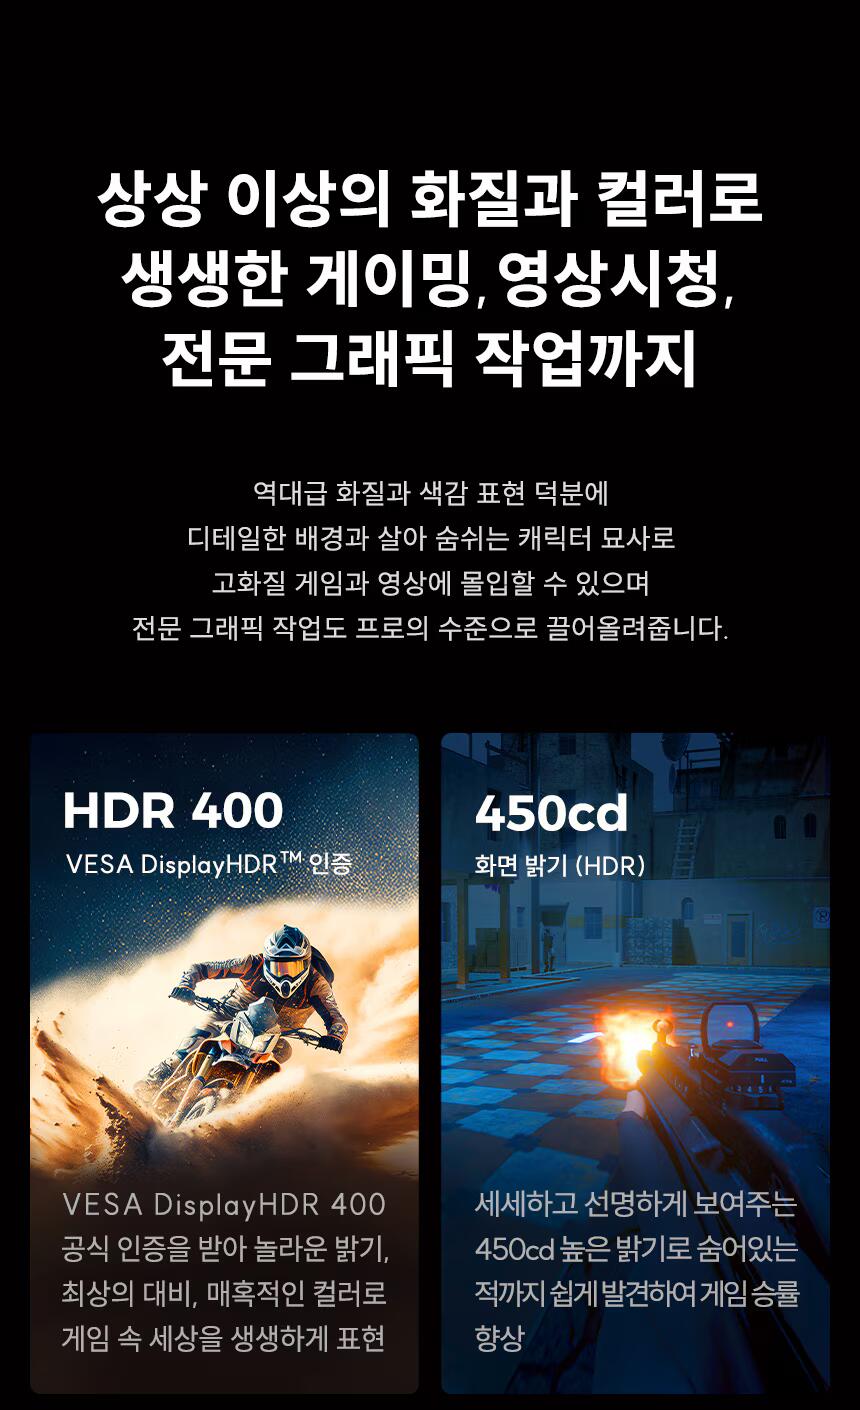 상상 이상의 화질과 컬러로
생생한 게이밍, 영상시청,
전문 그래픽 작업까지
역대급 화질과 색감 표현 덕분에
디테일한 배경과 살아 숨쉬는 캐릭터 묘사로
고화질 게임과 영상에 몰입할 수 있으며
전문 그래픽 작업도 프로의 수준으로 끌어올려줍니다.
HDR 400
VESA DisplayHDR™ 인증
VESA DisplayHDR 400
공식 인증을 받아 놀라운 밝기,
최상의 대비, 매혹적인 컬러로
게임 속 세상을 생생하게 표현
450cd
화면 밝기 (HDR)
세세하고 선명하게 보여주는
450cd 높은 밝기로 숨어있는
적까지 쉽게 발견하여 게임 승률
향상